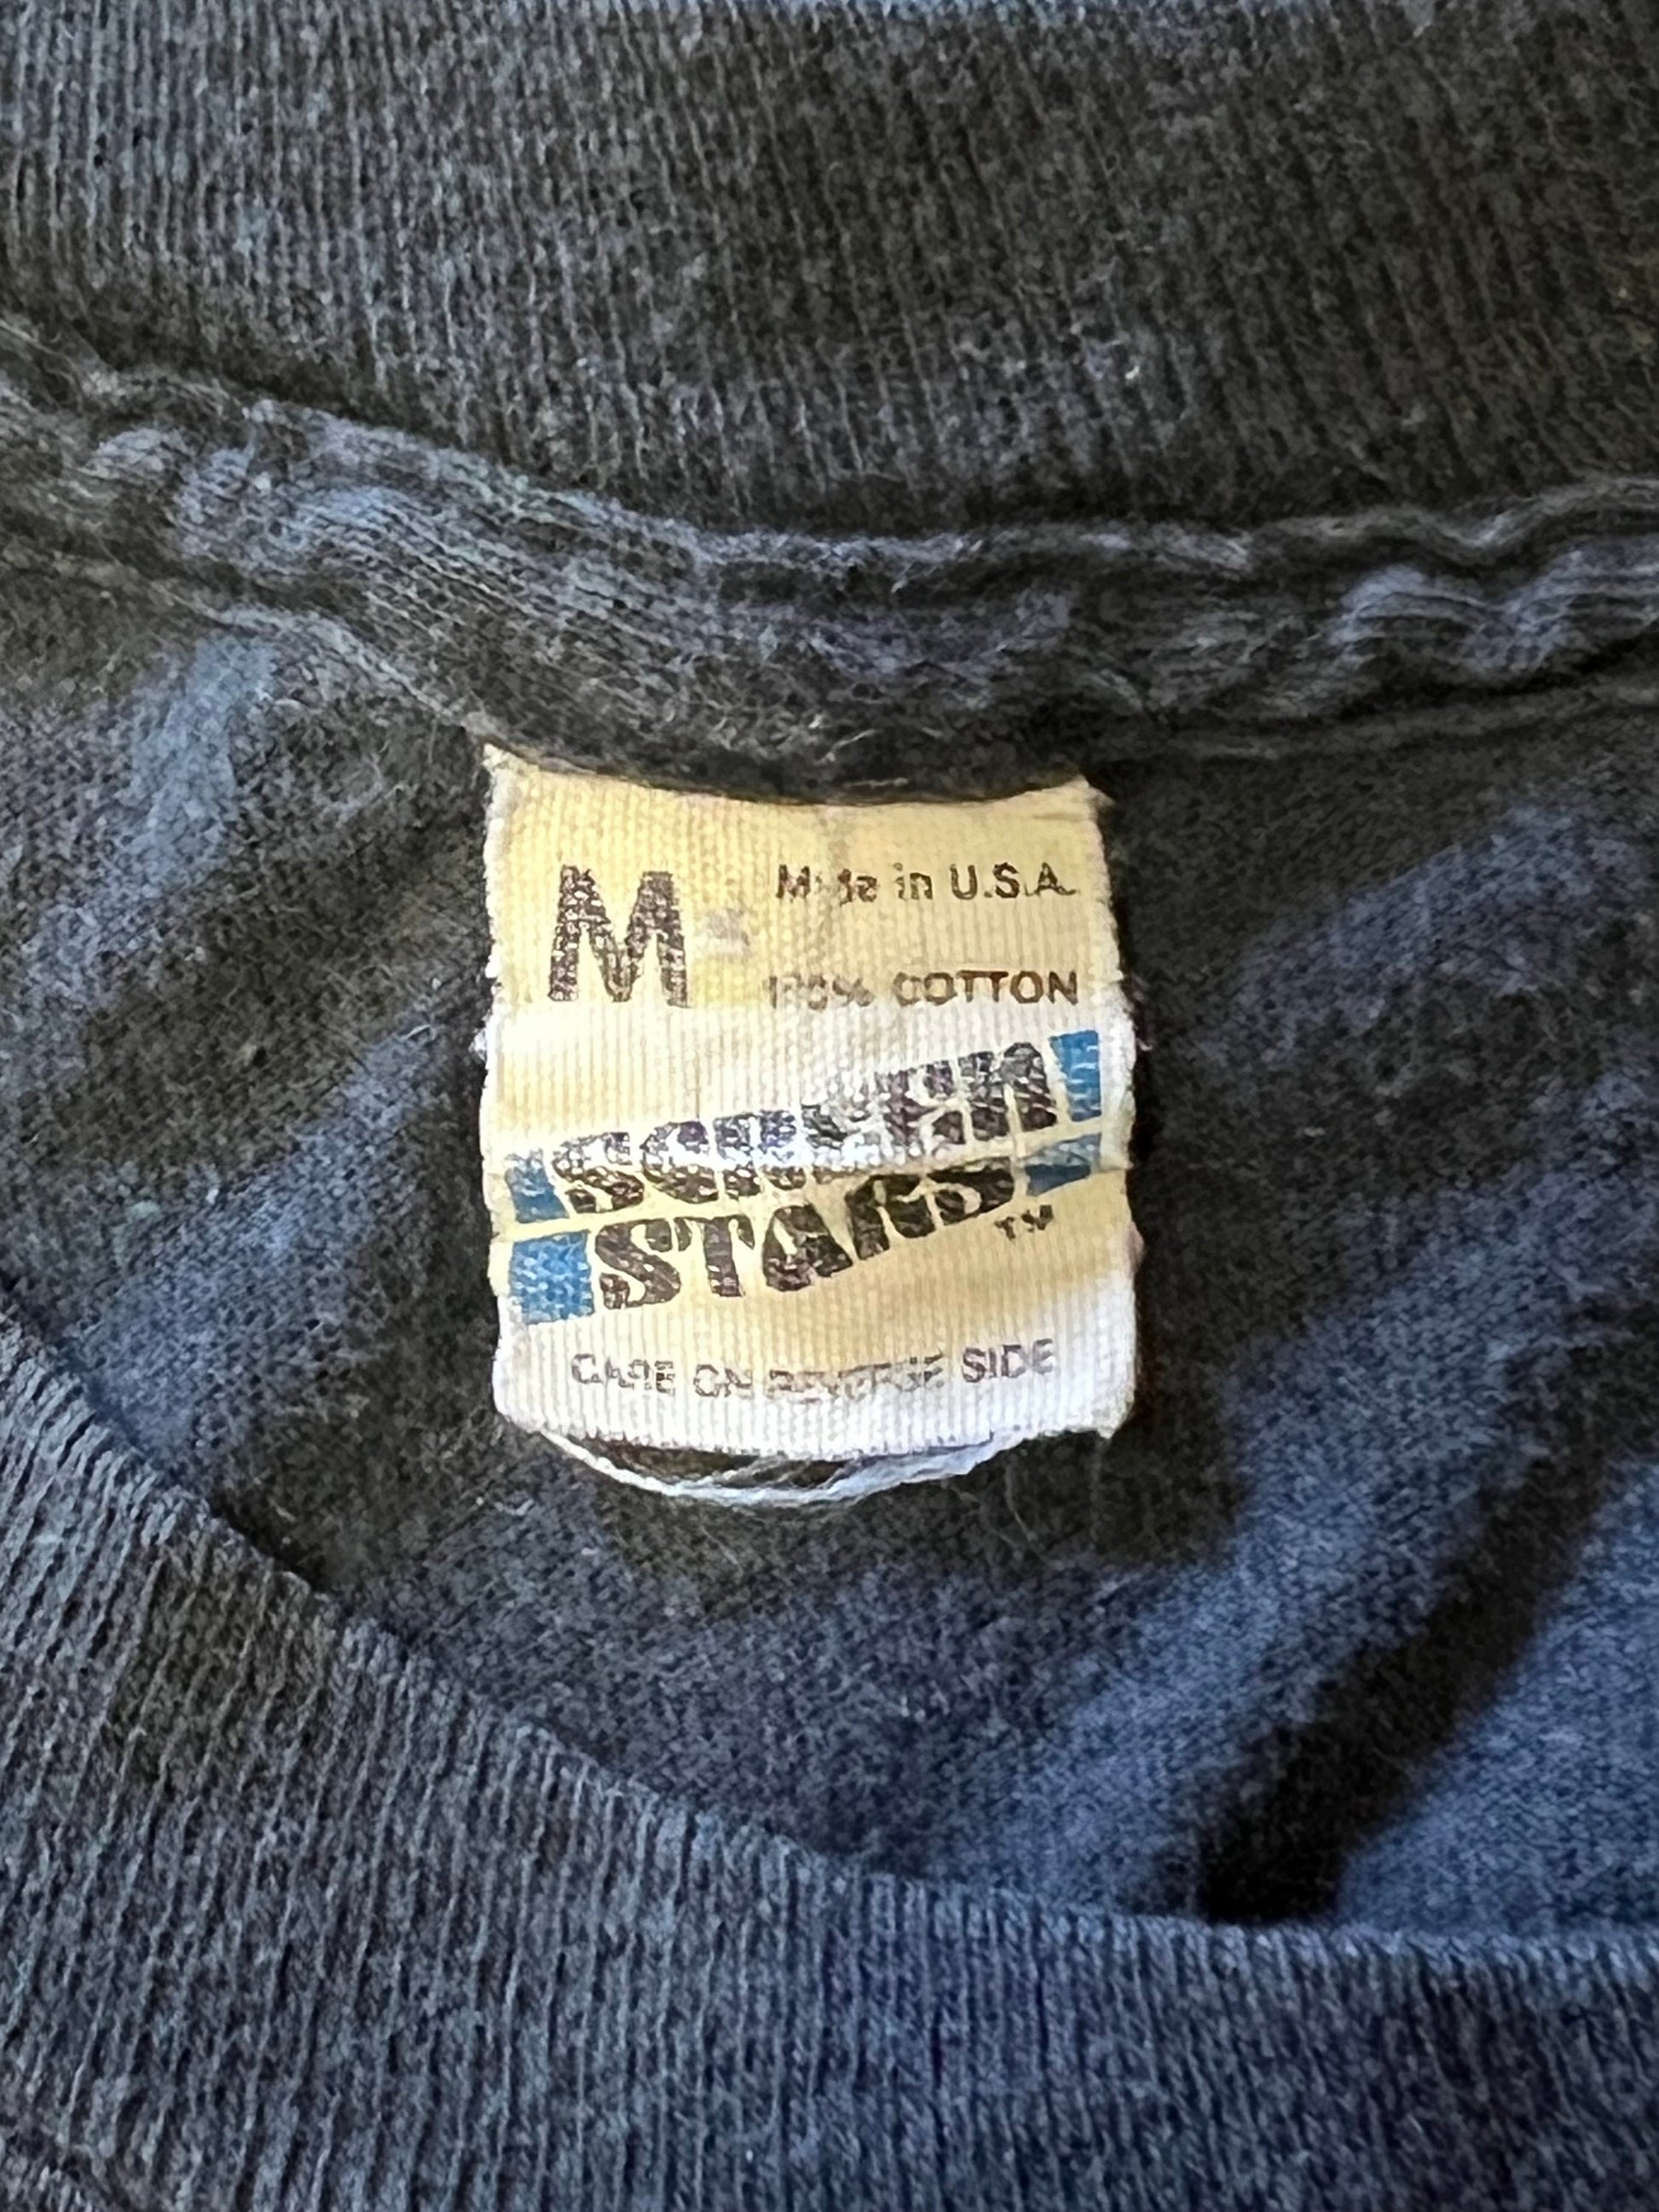 M
Made in U.S.A.
100% COTTON
SCREEN
STARS
TM
CARE ON REVERSE SIDE